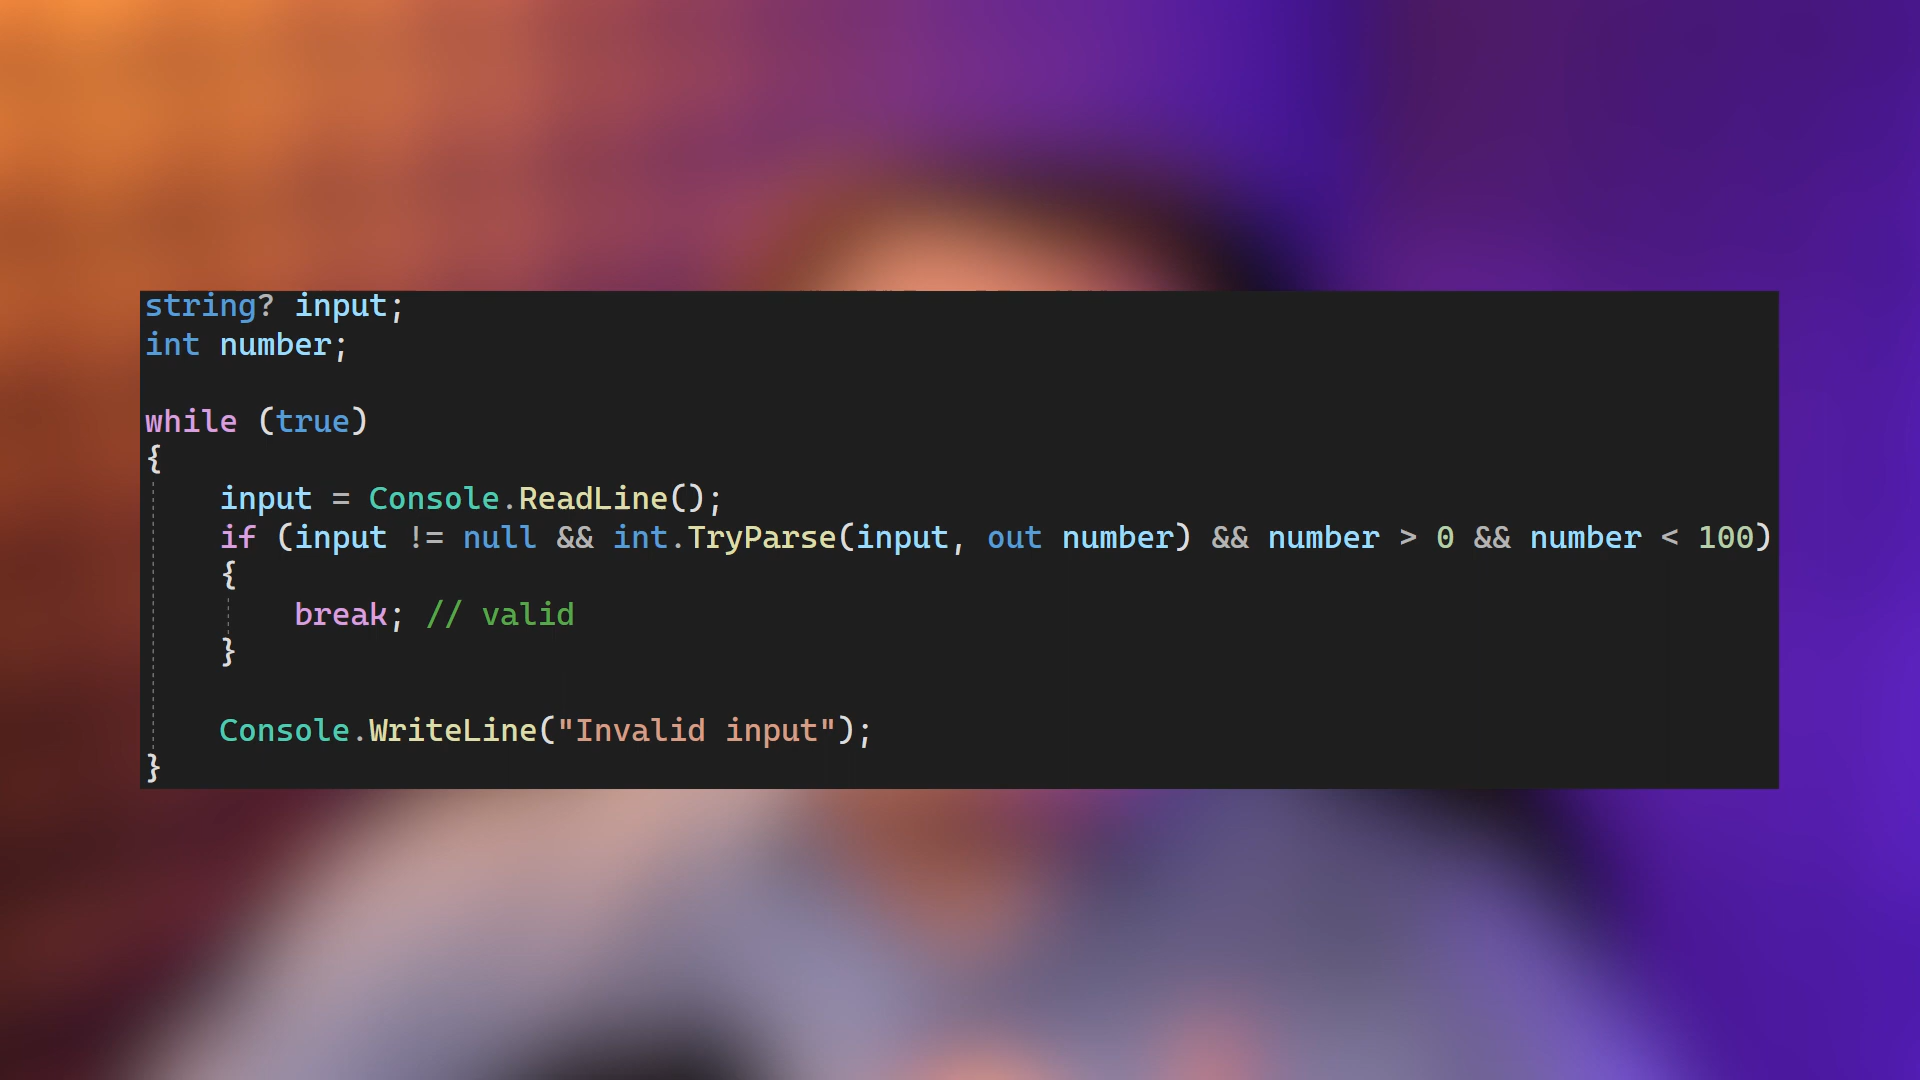 string? input;
int number;
while (true)
{
input = Console.ReadLine();
if (input != null && int.TryParse(input, out number) && number > 0 && number < 100)
{
break; // valid
}
Console.WriteLine("Invalid input");
}